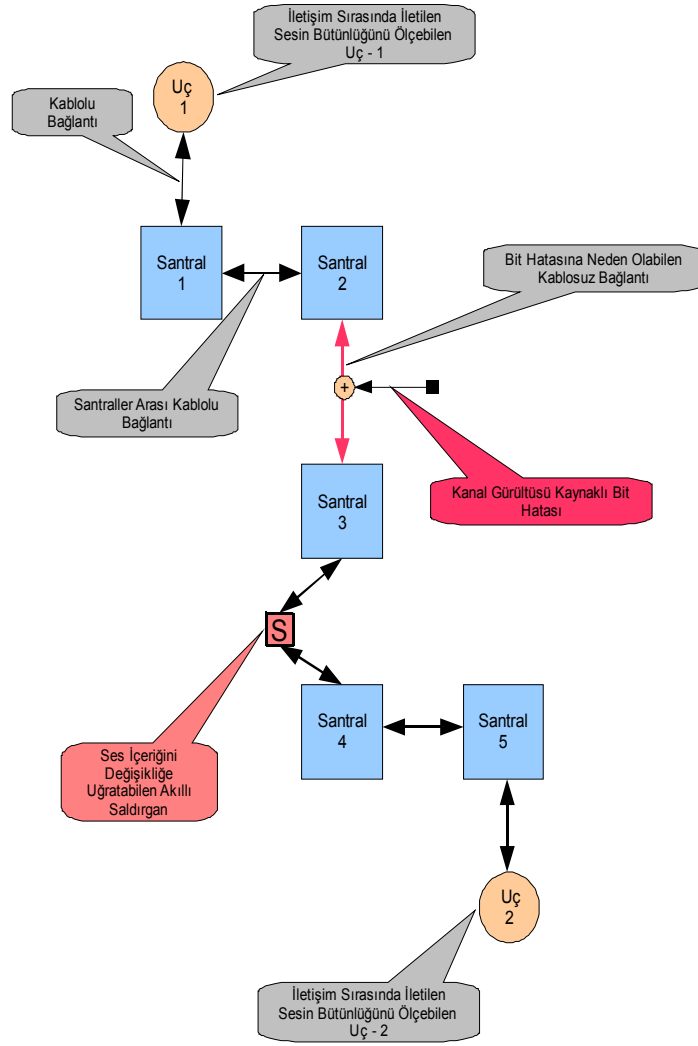 İletişim Sırasında İletilen
Sesin Bütünlüğünü Ölçebilen
Uç - 1
Uç
1
Kablolu
Bağlantı
Santral
1
Santral
2
Bit Hatasına Neden Olabilen
Kablosuz Bağlantı
+
Santraller Arası Kablolu
Bağlantı
Kanal Gürültüsü Kaynaklı Bit
Hatası
Santral
3
S
Santral
4
Santral
5
Ses İçeriğini
Değişikliğe
Uğratabilen Akıllı
Saldırgan
Uç
2
İletişim Sırasında İletilen
Sesin Bütünlüğünü Ölçebilen
Uç - 2